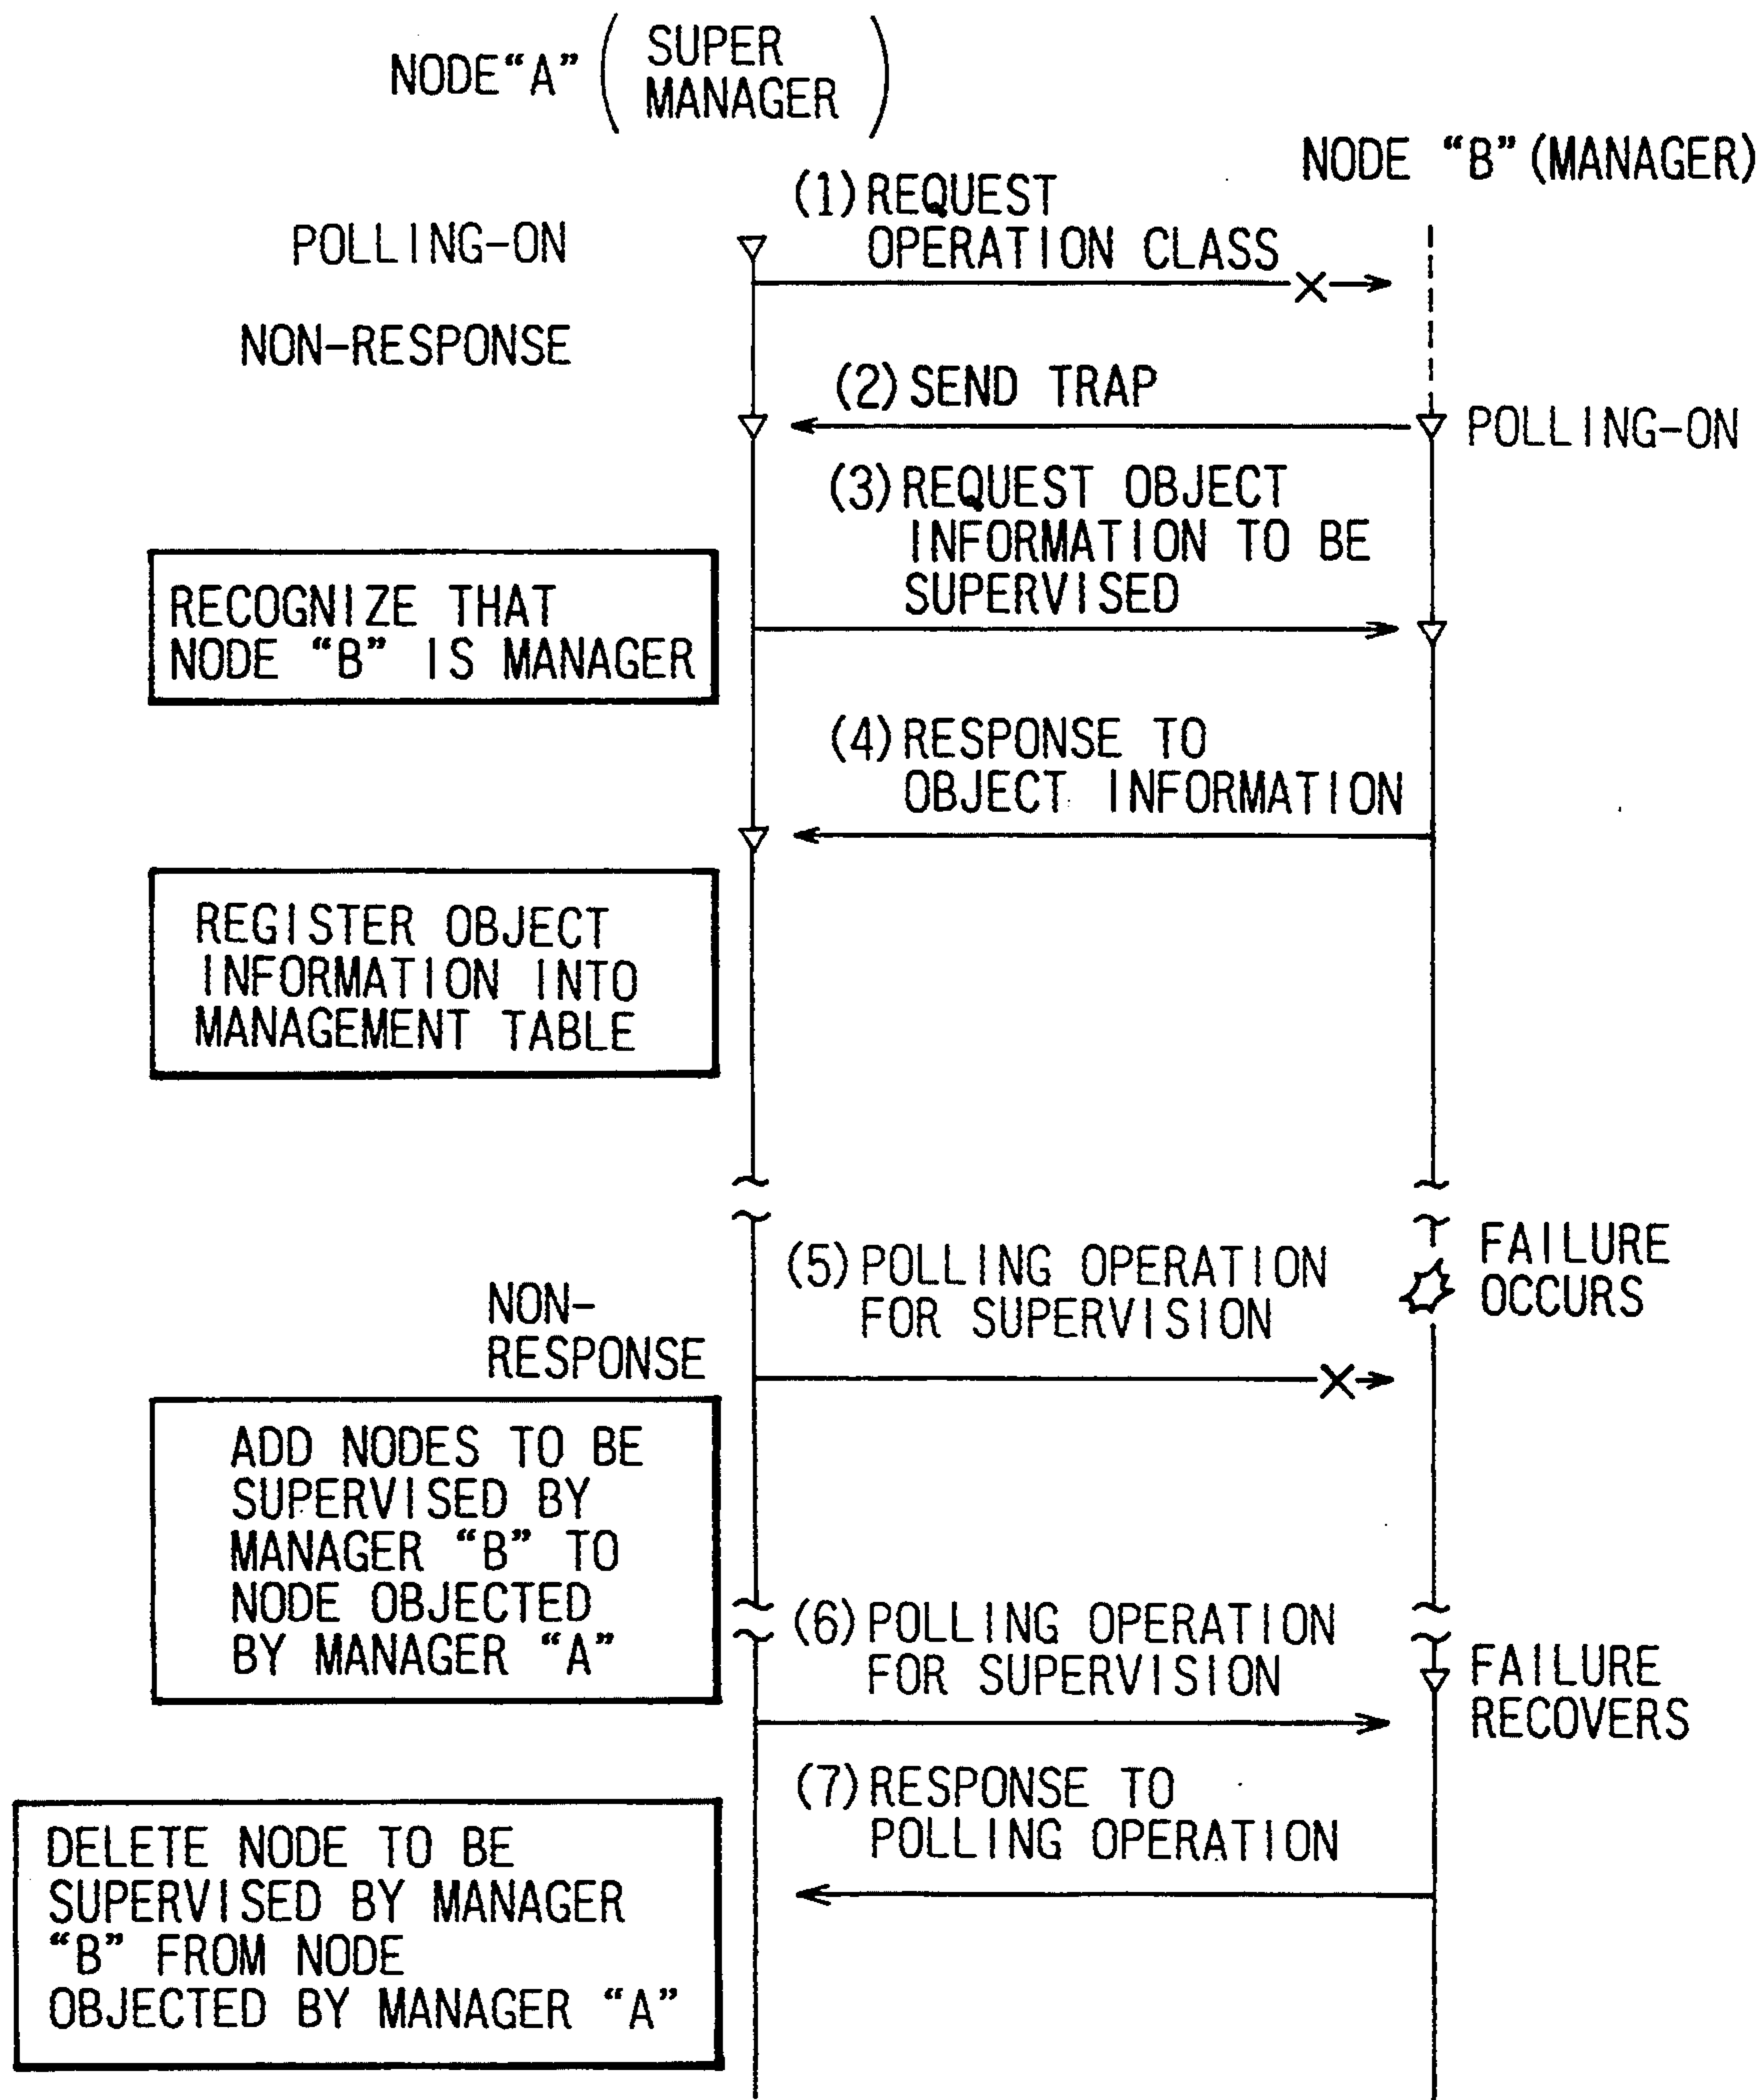 NODE “A” ( SUPER
MANAGER )
NODE “B” (MANAGER)
(1) REQUEST
OPERATION CLASS
POLLING-ON
NON-RESPONSE
(2) SEND TRAP
POLLING-ON
(3) REQUEST OBJECT
INFORMATION TO BE
SUPERVISED
RECOGNIZE THAT
NODE “B” IS MANAGER
(4) RESPONSE TO
OBJECT INFORMATION
REGISTER OBJECT
INFORMATION INTO
MANAGEMENT TABLE
FAILURE
OCCURS
(5) POLLING OPERATION
FOR SUPERVISION
NON-
RESPONSE
ADD NODES TO BE
SUPERVISED BY
MANAGER “B” TO
NODE OBJECTED
BY MANAGER “A”
(6) POLLING OPERATION
FOR SUPERVISION
FAILURE
RECOVERS
(7) RESPONSE TO
POLLING OPERATION
DELETE NODE TO BE
SUPERVISED BY MANAGER
“B” FROM NODE
OBJECTED BY MANAGER “A”